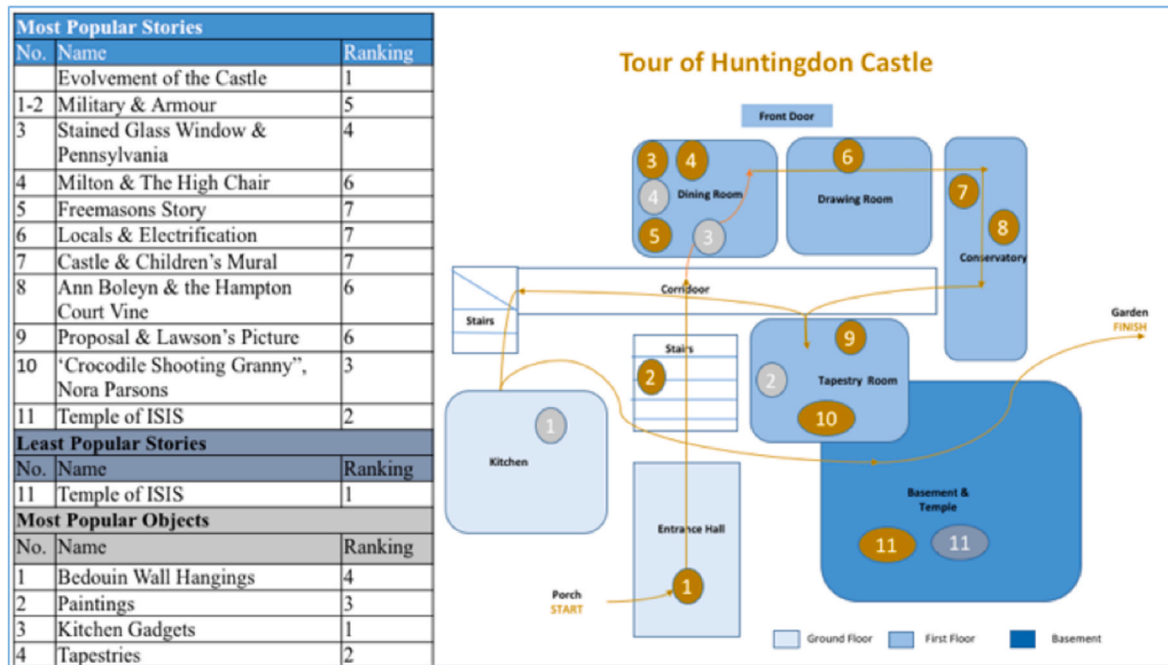 Most Popular Stories
No. Name Ranking
Evolvement of the Castle 1
1-2 Military & Armour 5
3 Stained Glass Window & 4
Pennsylvania
4 Milton & The High Chair 6
5 Freemasons Story 7
6 Locals & Electrification 7
7 Castle & Children's Mural 7
8 Ann Boleyn & the Hampton 6
Court Vine
9 Proposal & Lawson's Picture 6
10 'Crocodile Shooting Granny", 3
Nora Parsons
11 Temple of ISIS 2
Least Popular Stories
No. Name Ranking
11 Temple of ISIS 1
Most Popular Objects
No. Name Ranking
1 Bedouin Wall Hangings 4
2 Paintings 3
3 Kitchen Gadgets 1
4 Tapestries 2
Tour of Huntingdon Castle
Front Door
3 4
4 Dining Room
5 3
6
Drawing Room
7
8
Conservatory
Corridoor
Stairs
Garden
FINISH
Stairs
2
9
2 Tapestry Room
10
1
Kitchen
Entrance Hall
1
Porch
START
Basement &
Temple
11 11
Ground Floor First Floor Basement